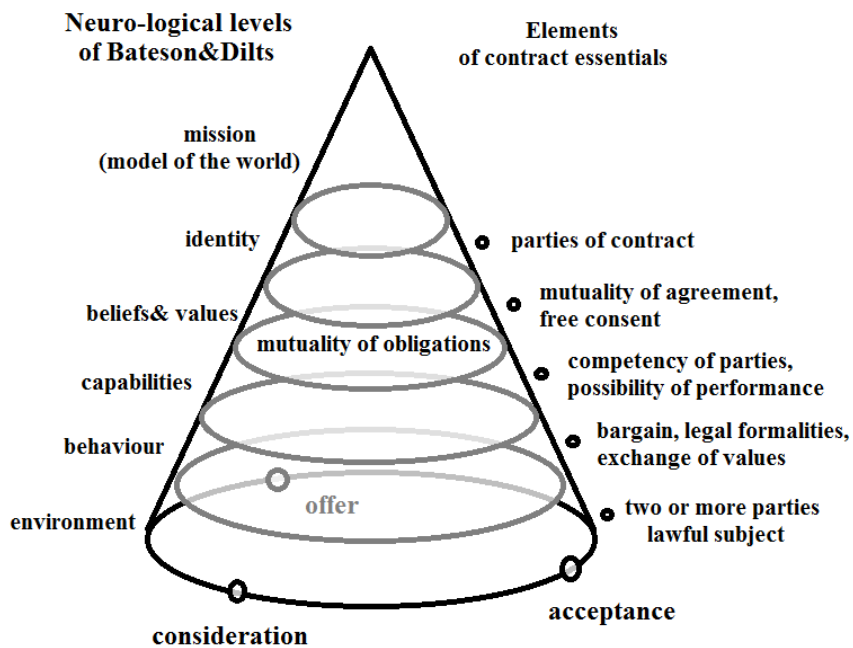 Neuro-logical levels
of Bateson&Dilts
Elements
of contract essentials
mission
(model of the world)
identity
parties of contract
beliefs& values
mutuality of agreement,
free consent
mutuality of obligations
capabilities
competency of parties,
possibility of performance
behaviour
bargain, legal formalities,
exchange of values
environment
offer
two or more parties
lawful subject
consideration
acceptance